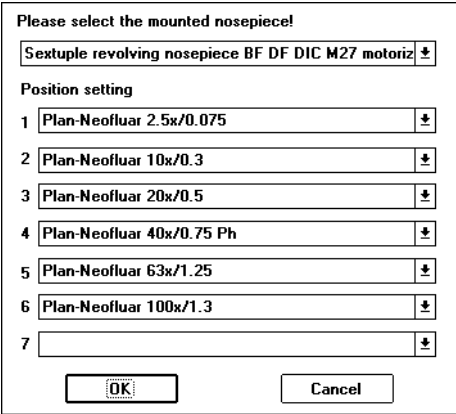 Please select the mounted nosepiece!
Sextuple revolving nosepiece BF DF DIC M27 motoriz
Position setting
1 Plan-Neofluar 2.5x/0.075
2 Plan-Neofluar 10x/0.3
3 Plan-Neofluar 20x/0.5
4 Plan-Neofluar 40x/0.75 Ph
5 Plan-Neofluar 63x/1.25
6 Plan-Neofluar 100x/1.3
7
OK Cancel